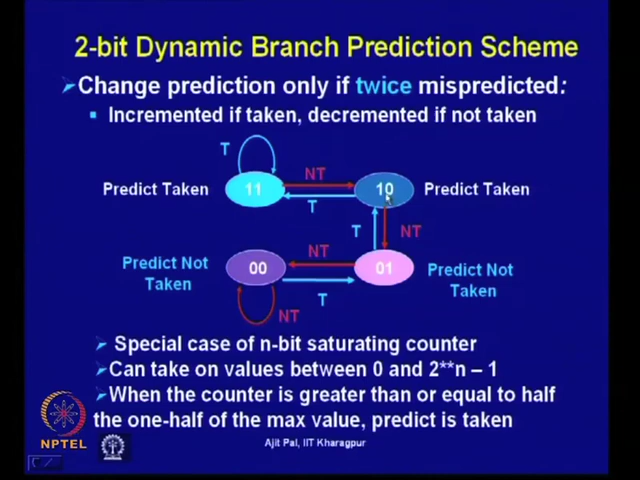 2-bit Dynamic Branch Prediction Scheme
Change prediction only if twice mispredicted:
Incremented if taken, decremented if not taken
T
Predict Taken 11 NT 10 Predict Taken
T
T NT
Predict Not Taken 00 NT 01 Predict Not Taken
T
NT
Special case of n-bit saturating counter
Can take on values between 0 and 2**n – 1
When the counter is greater than or equal to half
the one-half of the max value, predict is taken
NPTEL
Ajit Pal, IIT Kharagpur